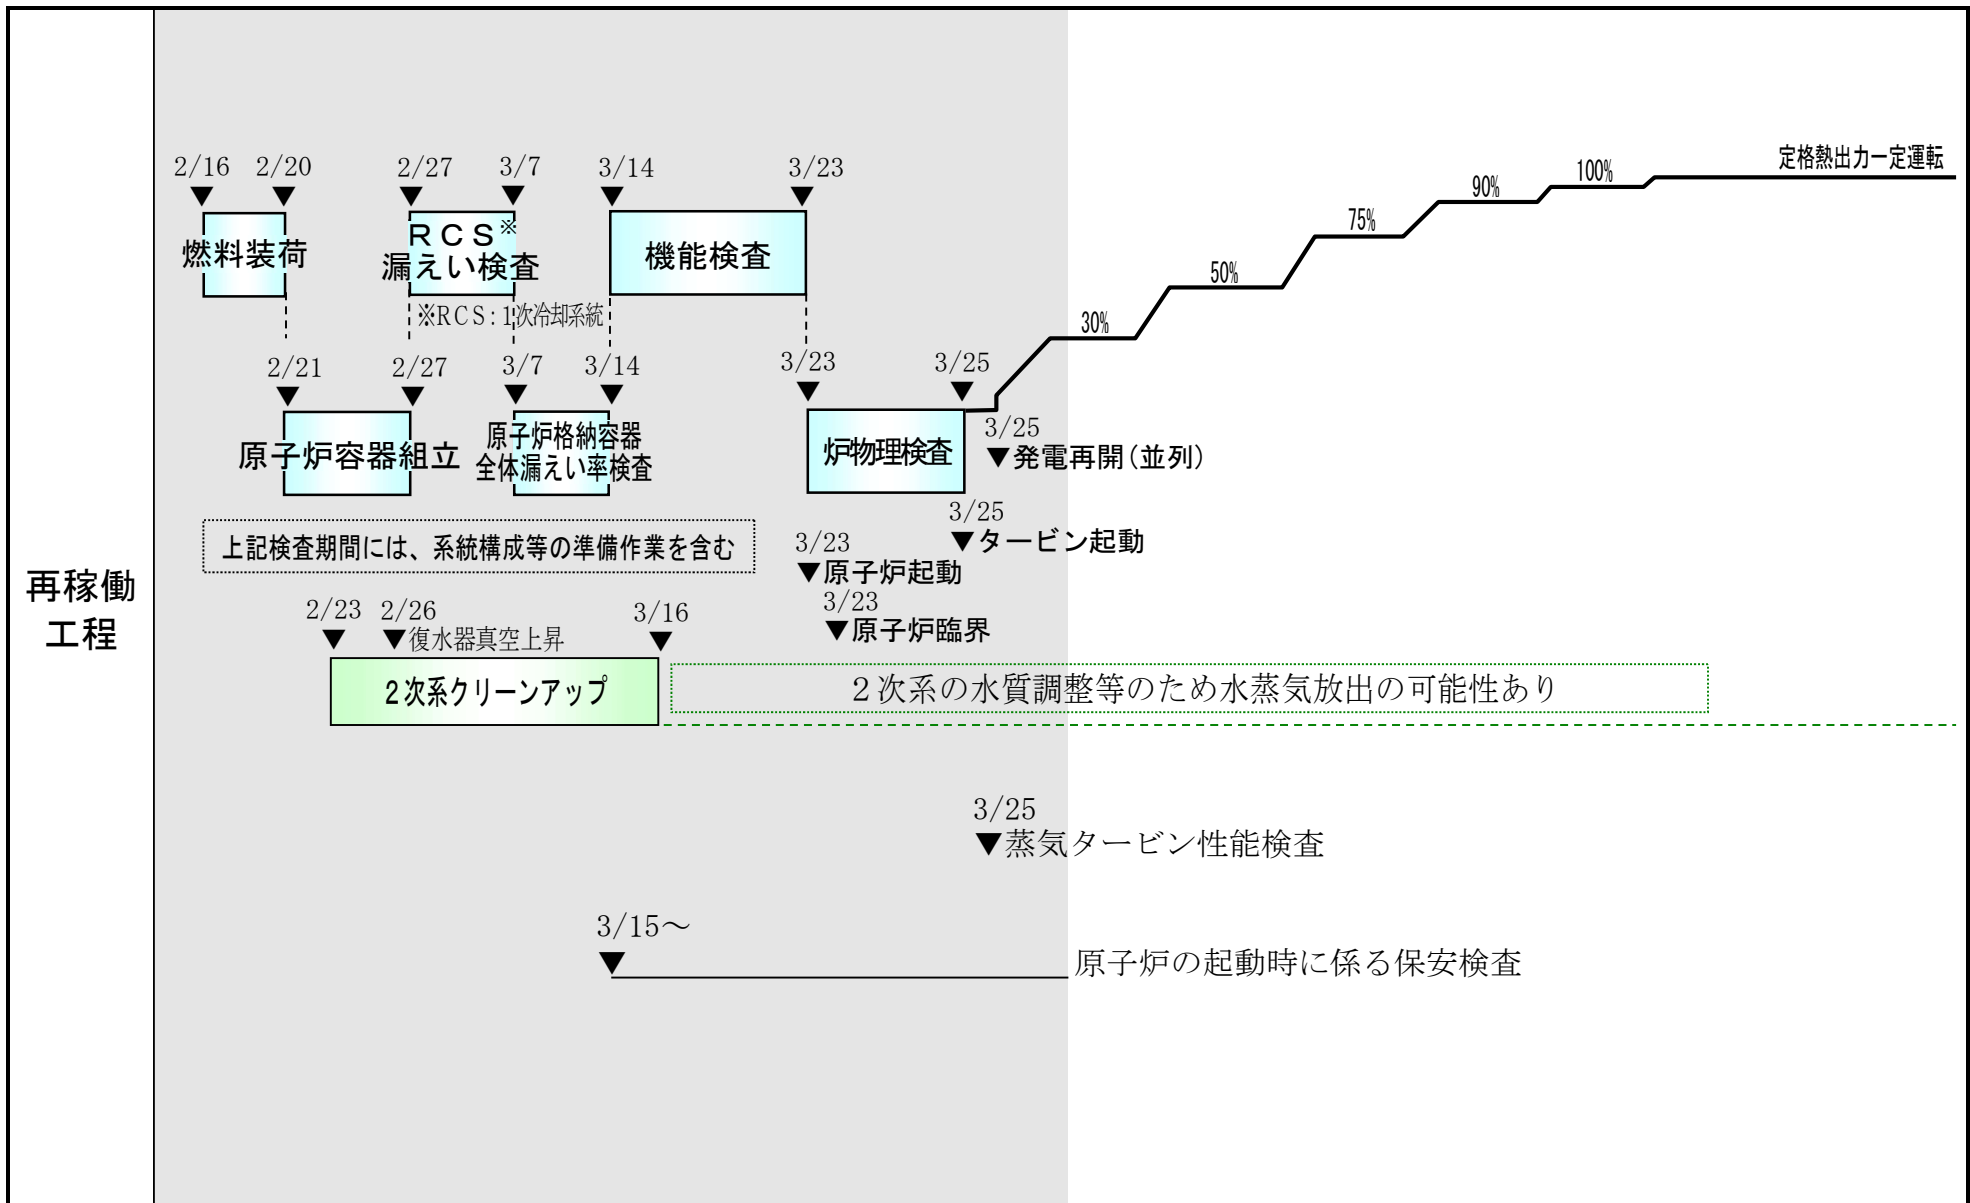 再稼働
工程
2/16
2/20
2/27
3/7
3/14
3/23
▼
▼
▼
▼
▼
▼
燃料装荷
ＲＣＳ※
漏えい検査
機能検査
※RCS:1次冷却系統
2/21
2/27
3/7
3/14
3/23
3/25
▼
▼
▼
▼
▼
▼
原子炉容器組立
原子炉格納容器
全体漏えい率検査
炉物理検査
30%
50%
75%
90%
100%
定格熱出力一定運転
3/25
▼発電再開(並列)
3/25
▼タービン起動
上記検査期間には、系統構成等の準備作業を含む
3/23
▼原子炉起動
3/23
▼原子炉臨界
2/23
▼
2/26
▼復水器真空上昇
3/16
▼
２次系クリーンアップ
２次系の水質調整等のため水蒸気放出の可能性あり
3/25
▼蒸気タービン性能検査
3/15～
▼
原子炉の起動時に係る保安検査